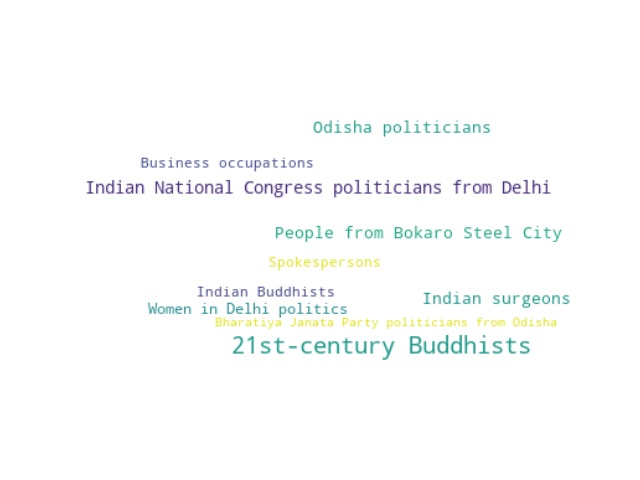 Odisha politicians
Business occupations
Indian National Congress politicians from Delhi
People from Bokaro Steel City
Spokespersons
Indian Buddhists
Indian surgeons
Women in Delhi politics
Bharatiya Janata Party politicians from Odisha
21st-century Buddhists